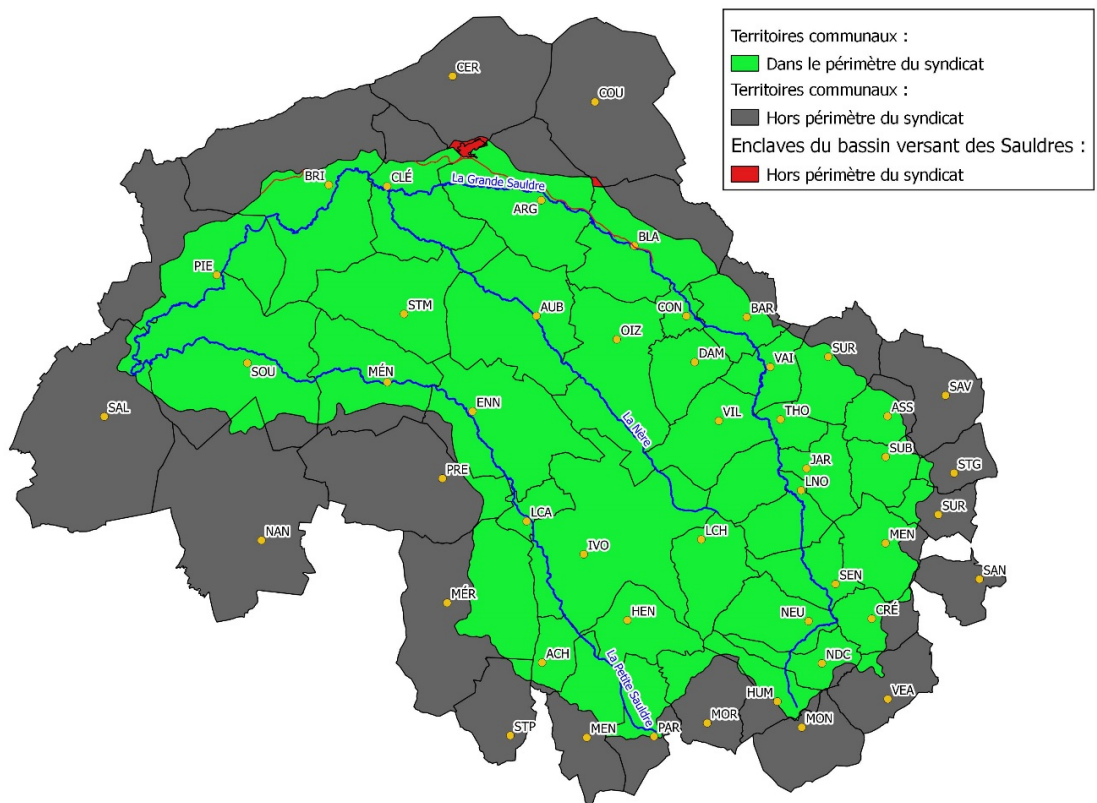 Territoires communaux :
Dans le périmètre du syndicat
Territoires communaux :
Hors périmètre du syndicat
Enclaves du bassin versant des Sauldres :
Hors périmètre du syndicat
CER
COU
BRI
CLÉ
La Grande Sauldre
ARG
BLA
PIE
STM
AUB
CON
BAR
OIZ
SOU
MÉN
DAM
VAI
SUR
SAL
ENN
VIL
THO
ASS
SAV
La Nère
PRE
JAR
SUB
STG
LNO
LCA
SUR
NAN
IVO
LCH
MEN
SEN
SAN
MÉR
HEN
NEU
CRÉ
ACH
NDC
La Petite Sauldre
HUM
VEA
STP
MEN
PAR
MOR
MON